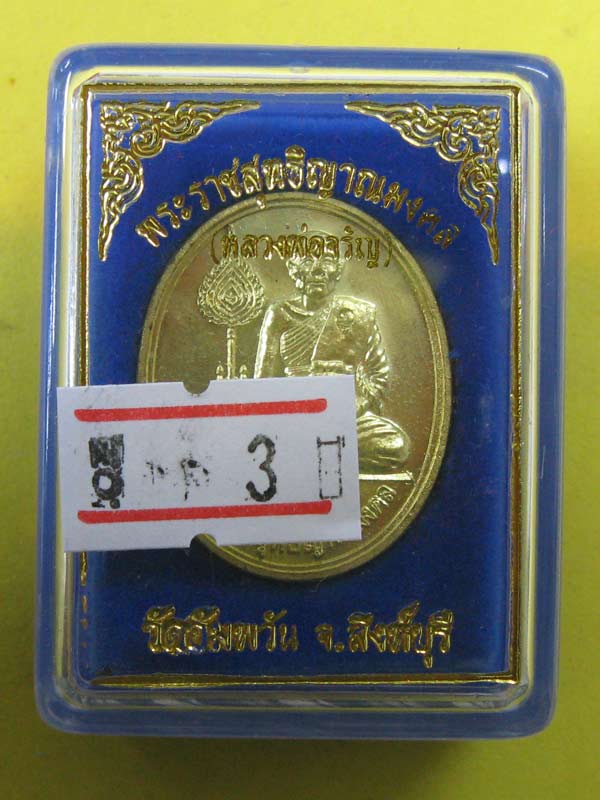 พระราชสุทธิญาณมงคล
(หลวงพ่อจรัญ)
3
วัดอัมพวัน จ.สิงห์บุรี